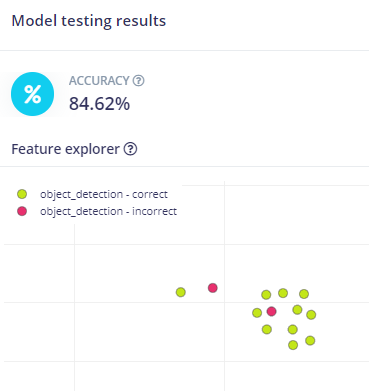 Model testing results
%
ACCURACY ?
84.62%
Feature explorer ?
object_detection - correct
object_detection - incorrect